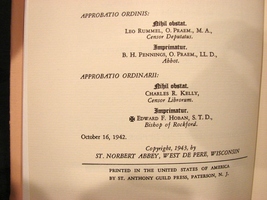 APPROBATIO ORDINIS:
Nihil obstat.
LEO RUMMEL, O. PRAEM., M. A.,
Censor Deputatus.
Imprimatur.
B. H. PENNINGS, O. PRAEM., LL. D.,
Abbot.
APPROBATIO ORDINARII:
Nihil obstat.
CHARLES R. KELLY,
Censor Librorum.
Imprimatur.
✠ EDWARD F. HOBAN, S. T. D.,
Bishop of Rockford.
October 16, 1942.
Copyright, 1943, by
ST. NORBERT ABBEY, WEST DE PERE, WISCONSIN
PRINTED IN THE UNITED STATES OF AMERICA
BY ST. ANTHONY GUILD PRESS, PATERSON, N. J.